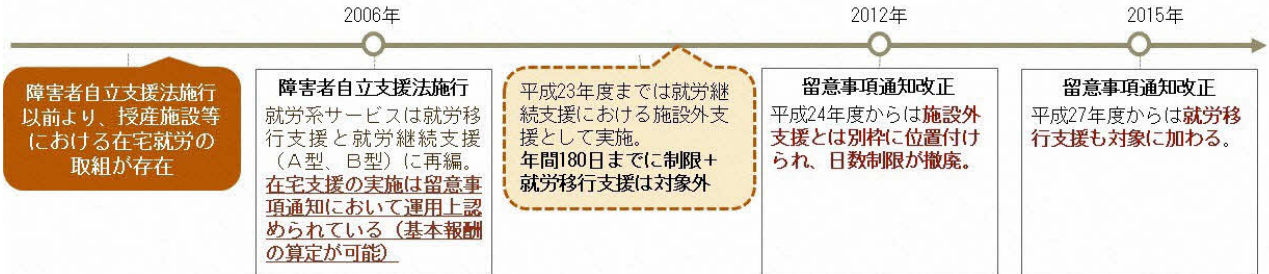 2006年
2012年
2015年
障害者自立支援法施行
以前より、授産施設等
における在宅就労の
取組が存在
障害者自立支援法施行
就労系サービスは就労移
行支援と就労継続支援
（A型、B型）に再編。
在宅支援の実施は留意事
項通知において運用上認
められている（基本報酬
の算定が可能）
平成23年度までは就労継
続支援における施設外支
援として実施。
年間180日までに制限＋
就労移行支援は対象外
留意事項通知改正
平成24年度からは施設外
支援とは別枠に位置付け
られ、日数制限が撤廃。
留意事項通知改正
平成27年度からは就労移
行支援も対象に加わる。